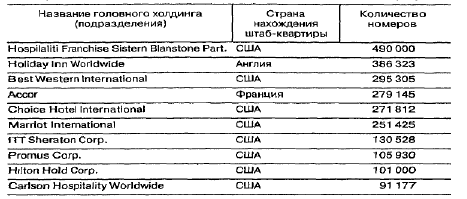 Название головного холдинга Страна Количество
(подразделения) нахождения номеров
штаб-квартиры
Hospitaliti Franchise Sistern Blanstone Part. США 490 000
Holiday Inn Worldwide Англия 386 323
Best Western International США 295 305
Accor Франция 279 145
Choice Hotel International США 271 812
Marriot International США 251 425
ITT Sheraton Corp. США 130 528
Promus Corp. США 105 930
Hilton Hold Corp. США 101 000
Carlson Hospitality Worldwide США 91 177